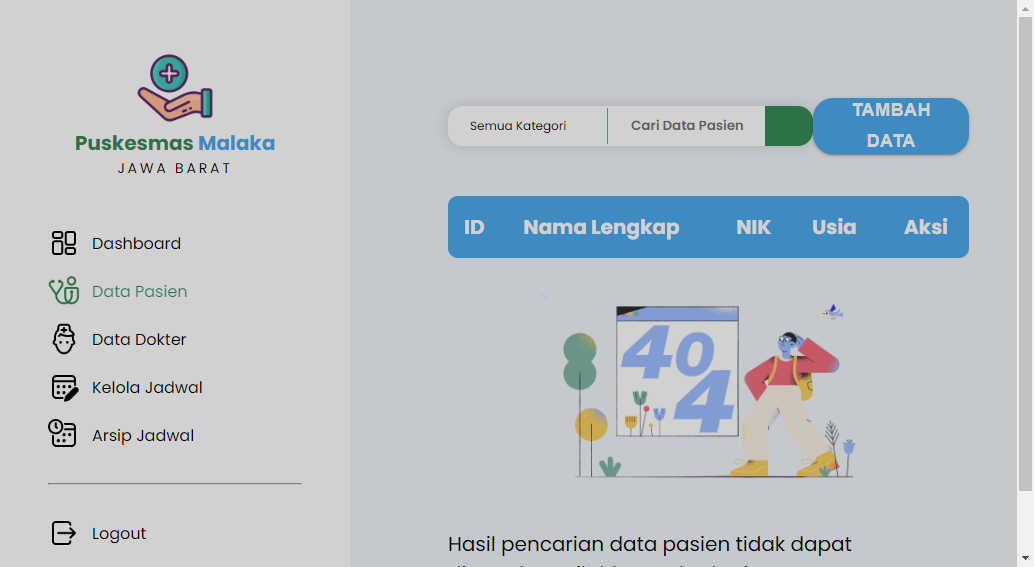 Puskesmas Malaka
JAWA BARAT
Dashboard
Data Pasien
Data Dokter
Kelola Jadwal
Arsip Jadwal
Logout
Semua Kategori
Cari Data Pasien
TAMBAH
DATA
ID Nama Lengkap NIK Usia Aksi
404
Hasil pencarian data pasien tidak dapat